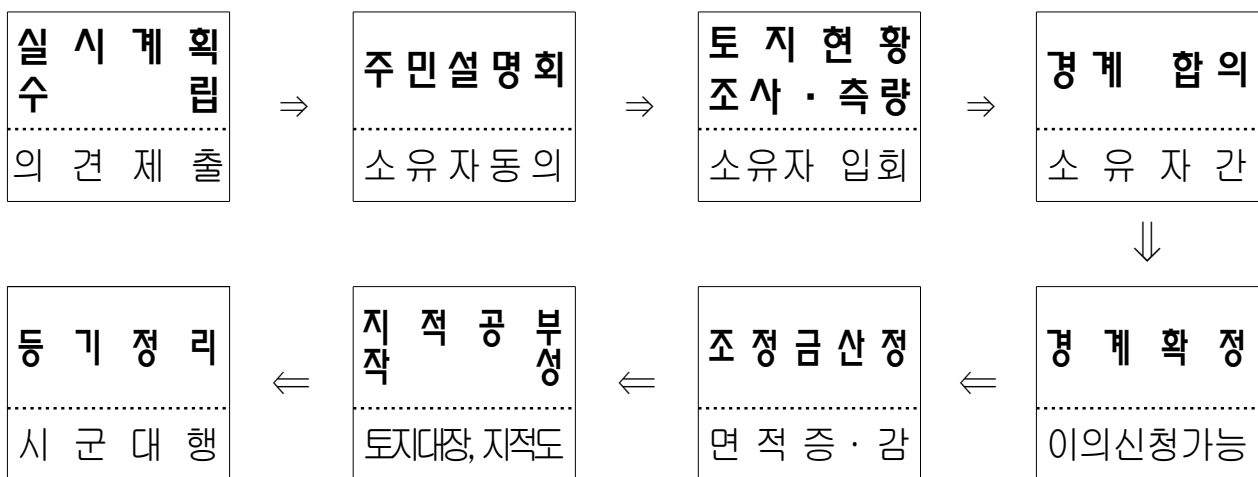 실시계획
수립
의견제출
⇒
주민설명회
소유자동의
⇒
토지현황
조사·측량
소유자 입회
⇒
경계 합의
소유자간
⇓
경계확정
이의신청가능
⇐
조정금산정
면적증·감
⇐
지적공부
작성
토지대장, 지적도
⇐
등기정리
시군대행